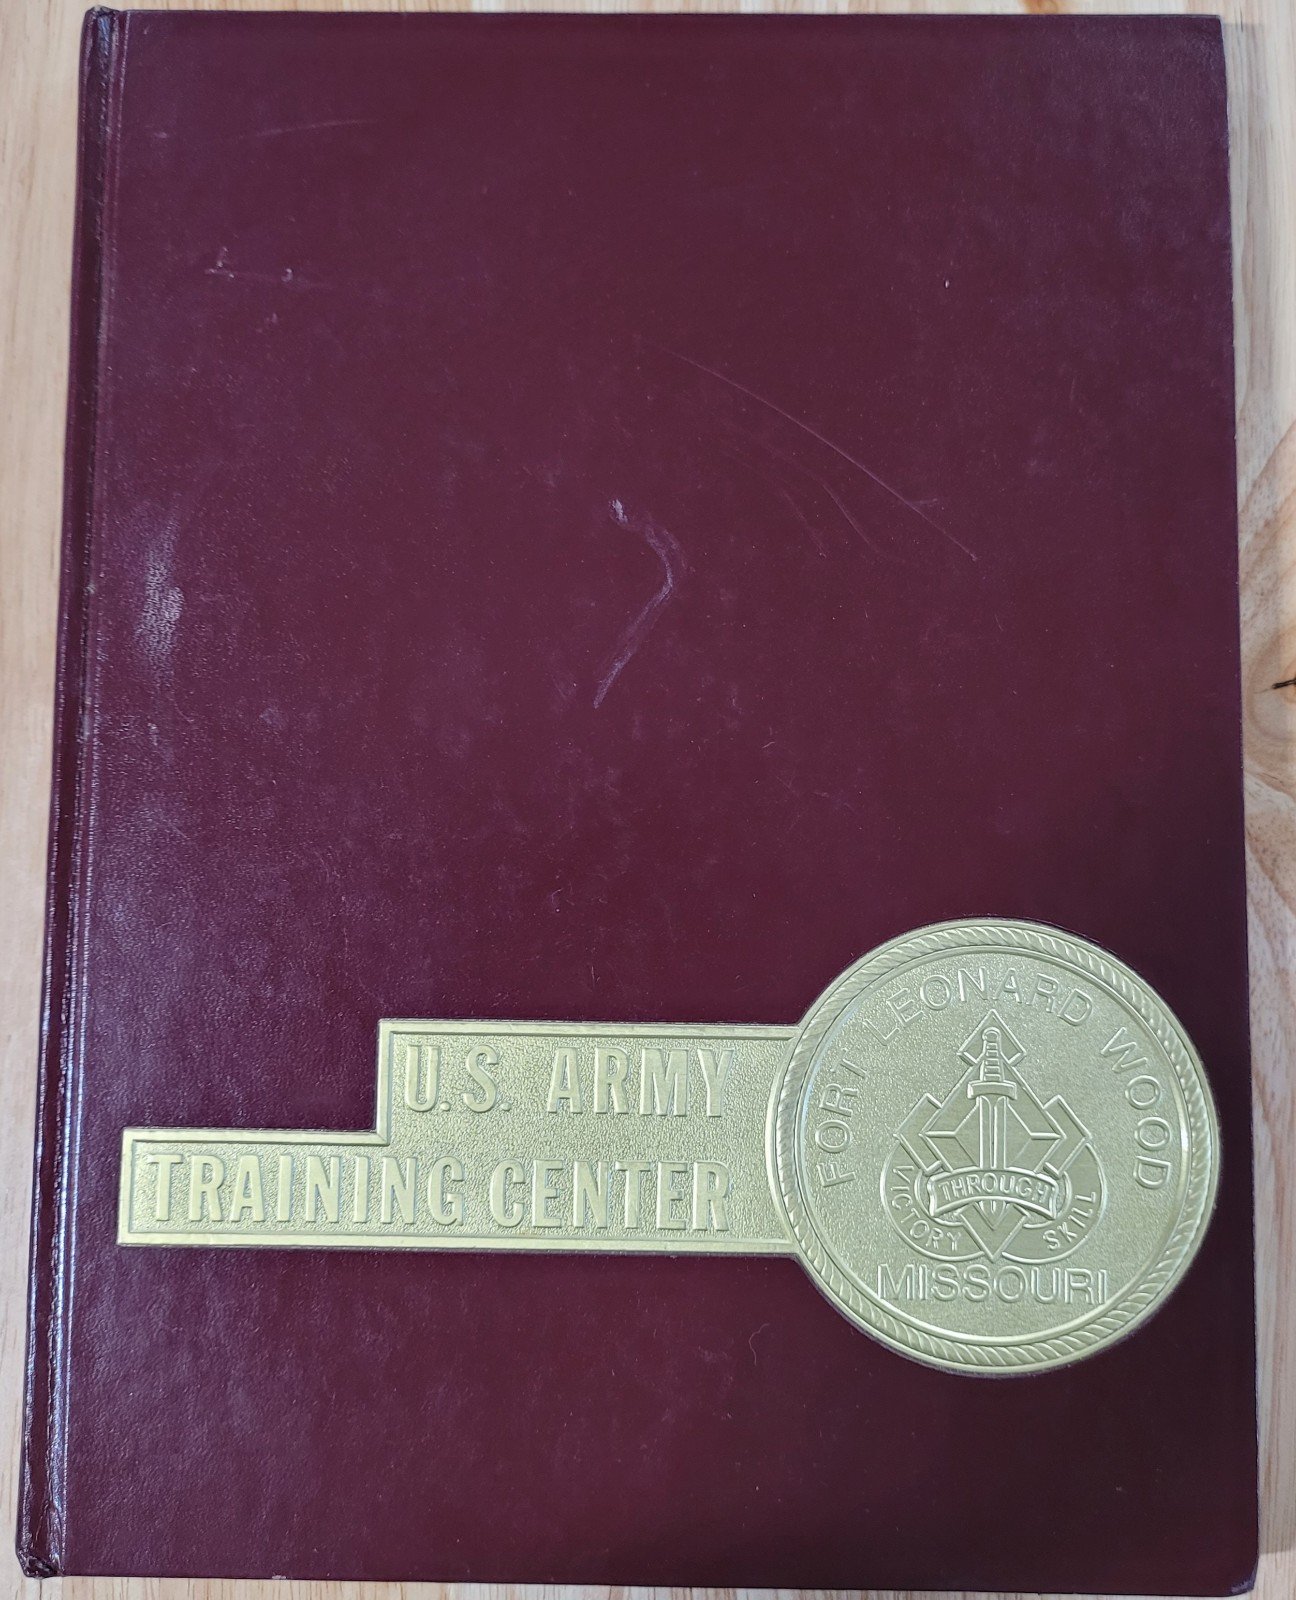 U.S. ARMY
TRAINING CENTER
FORT LEONARD WOOD
VICTORY THROUGH SKILL
MISSOURI